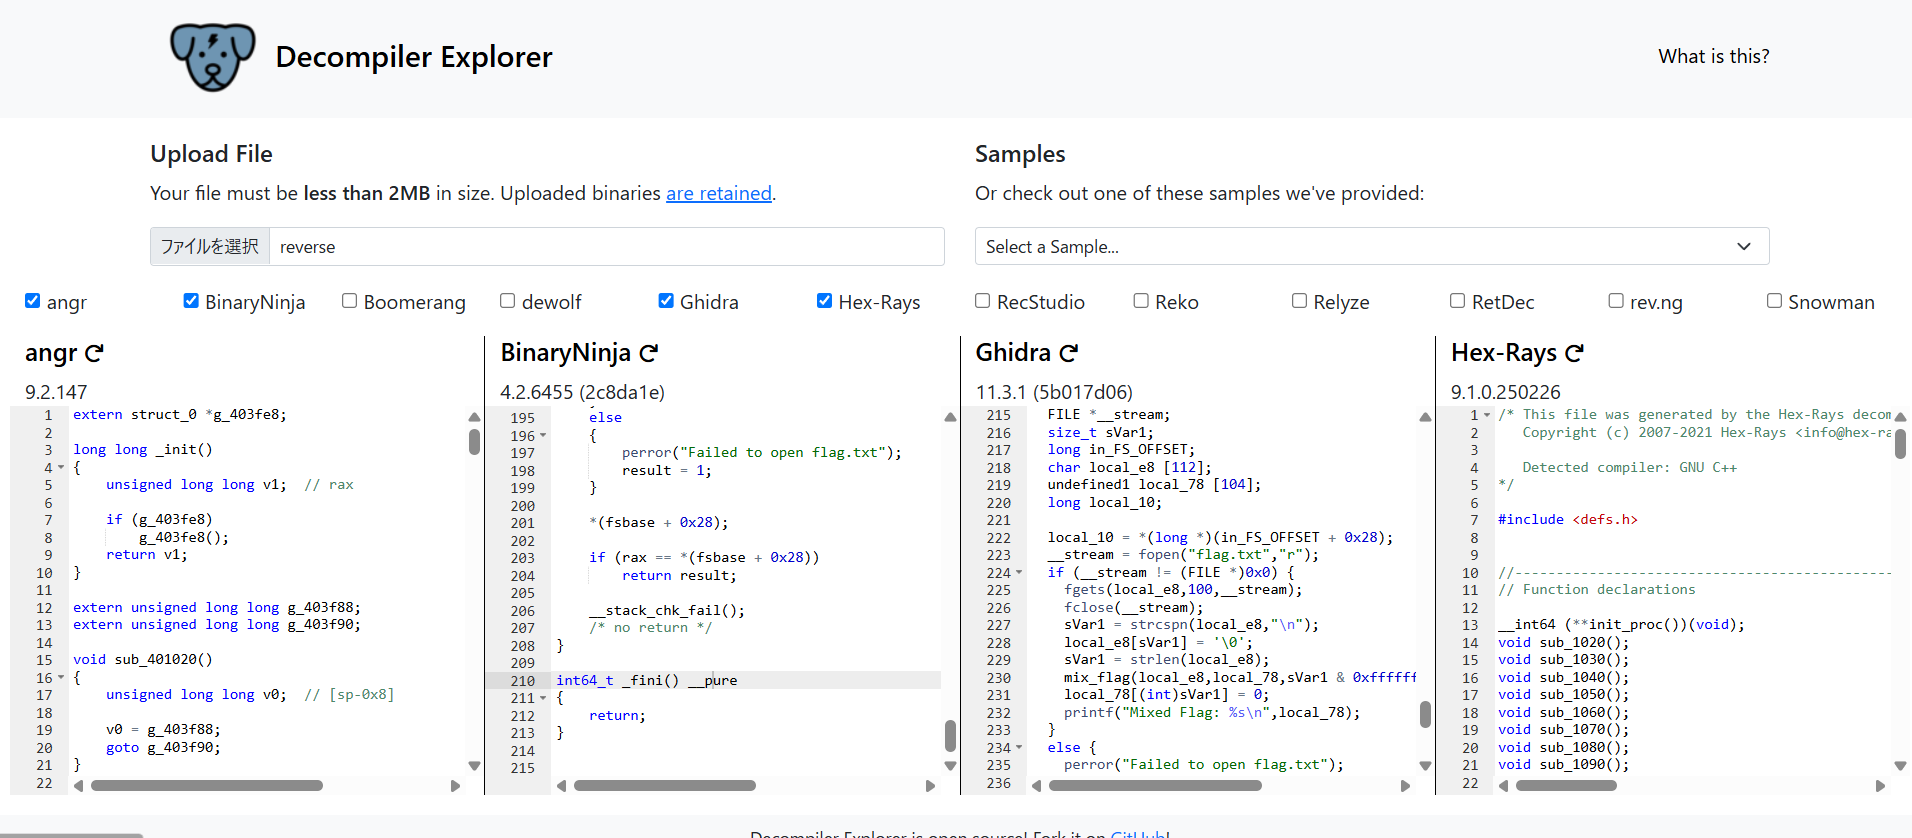 Decompiler Explorer
What is this?
Upload File
Your file must be less than 2MB in size. Uploaded binaries are retained.
ファイルを選択 reverse
Samples
Or check out one of these samples we've provided:
Select a Sample...
angr BinaryNinja Boomerang dewolf Ghidra Hex-Rays RecStudio Reko Relyze RetDec rev.ng Snowman
angr
9.2.147
1 extern struct_0 *g_403fe8;
2
3 long long _init()
4 {
5     unsigned long long v1;  // rax
6
7     if (g_403fe8)
8         g_403fe8();
9     return v1;
10 }
11
12 extern unsigned long long g_403f88;
13 extern unsigned long long g_403f90;
14
15 void sub_401020()
16 {
17     unsigned long long v0;  // [sp-0x8]
18
19     v0 = g_403f88;
20     goto g_403f90;
21 }
22
BinaryNinja
4.2.6455 (2c8da1e)
195     else
196     {
197         perror("Failed to open flag.txt");
198         result = 1;
199     }
200
201     *(fsbase + 0x28);
202
203     if (rax == *(fsbase + 0x28))
204         return result;
205
206     __stack_chk_fail();
207     /* no return */
208 }
209
210 int64_t _fini() __pure
211 {
212     return;
213 }
214
215
Ghidra
11.3.1 (5b017d06)
215   FILE *__stream;
216   size_t sVar1;
217   long in_FS_OFFSET;
218   char local_e8 [112];
219   undefined1 local_78 [104];
220   long local_10;
221
222   local_10 = *(long *)(in_FS_OFFSET + 0x28);
223   __stream = fopen("flag.txt","r");
224   if (__stream != (FILE *)0x0) {
225     fgets(local_e8,100,__stream);
226     fclose(__stream);
227     sVar1 = strcspn(local_e8,"\n");
228     local_e8[sVar1] = '\0';
229     sVar1 = strlen(local_e8);
230     mix_flag(local_e8,local_78,sVar1 & 0xffffff
231     local_78[(int)sVar1] = 0;
232     printf("Mixed Flag: %s\n",local_78);
233   }
234   else {
235     perror("Failed to open flag.txt");
236
Hex-Rays
9.1.0.250226
1 /* This file was generated by the Hex-Rays decom
2    Copyright (c) 2007-2021 Hex-Rays <info@hex-ra
3
4    Detected compiler: GNU C++
5 */
6
7 #include <defs.h>
8
9
10 //----------------------------------------------
11 // Function declarations
12
13 __int64 (**init_proc())(void);
14 void sub_1020();
15 void sub_1030();
16 void sub_1040();
17 void sub_1050();
18 void sub_1060();
19 void sub_1070();
20 void sub_1080();
21 void sub_1090();
22
Decompiler Explorer is open source! Fork it on GitHub!